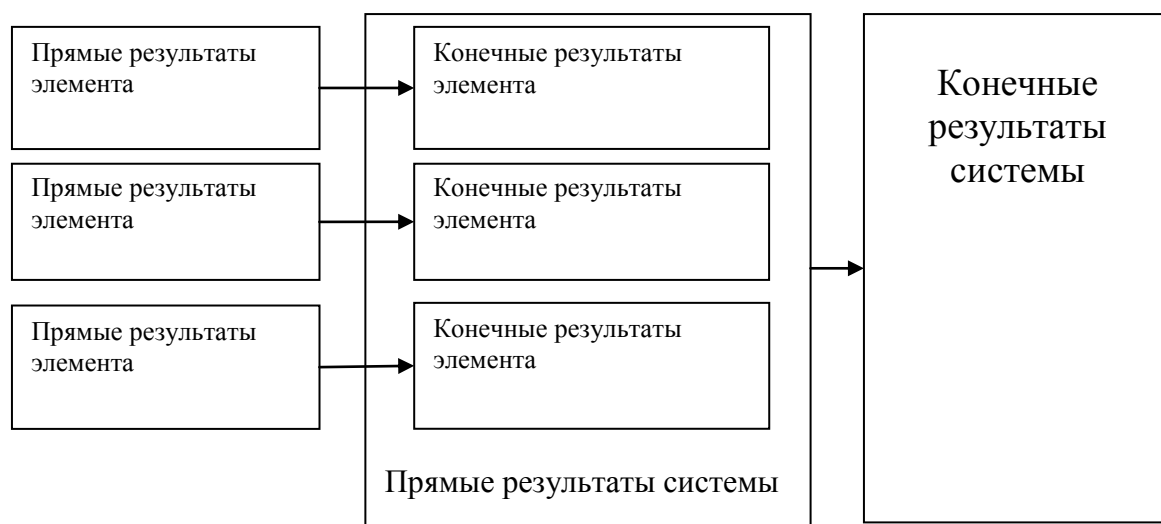 Прямые результаты
элемента
Конечные результаты
элемента
Прямые результаты
элемента
Конечные результаты
элемента
Прямые результаты
элемента
Конечные результаты
элемента
Прямые результаты системы
Конечные
результаты
системы